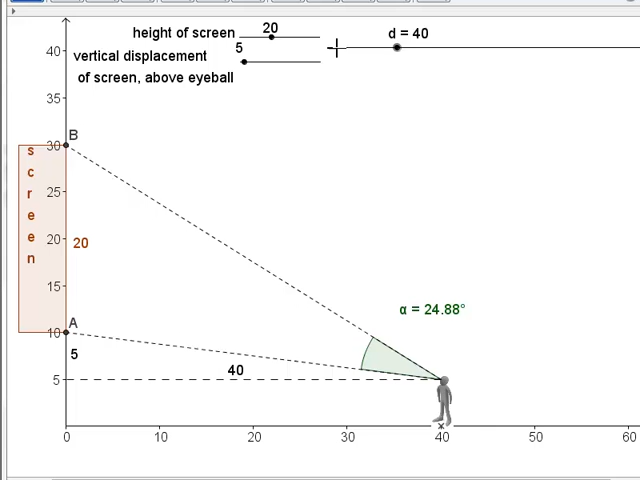 height of screen
20
vertical displacement
5
of screen, above eyeball
d = 40
40
35
30
25
20
15
10
5
B
screen
20
A
5
40
α = 24.88°
0
10
20
30
40
50
60